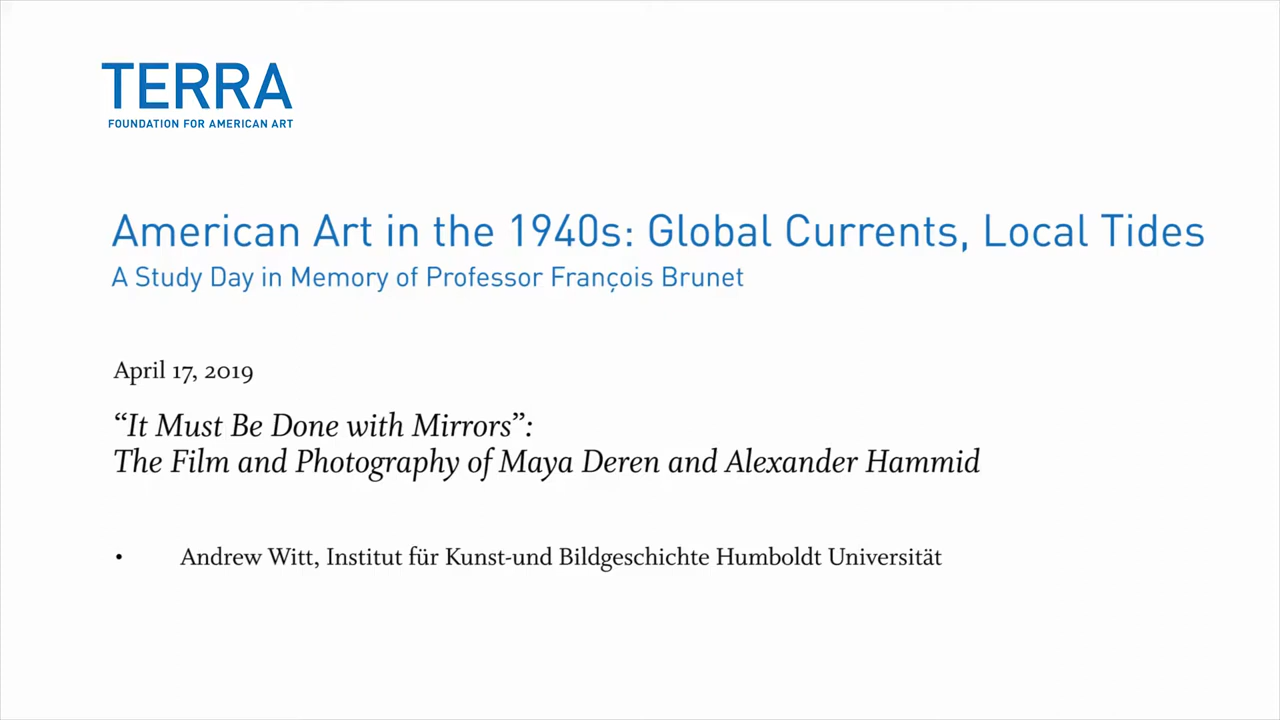 TERRA
FOUNDATION FOR AMERICAN ART
American Art in the 1940s: Global Currents, Local Tides
A Study Day in Memory of Professor François Brunet
April 17, 2019
“It Must Be Done with Mirrors”:
The Film and Photography of Maya Deren and Alexander Hammid
• Andrew Witt, Institut für Kunst-und Bildgeschichte Humboldt Universität